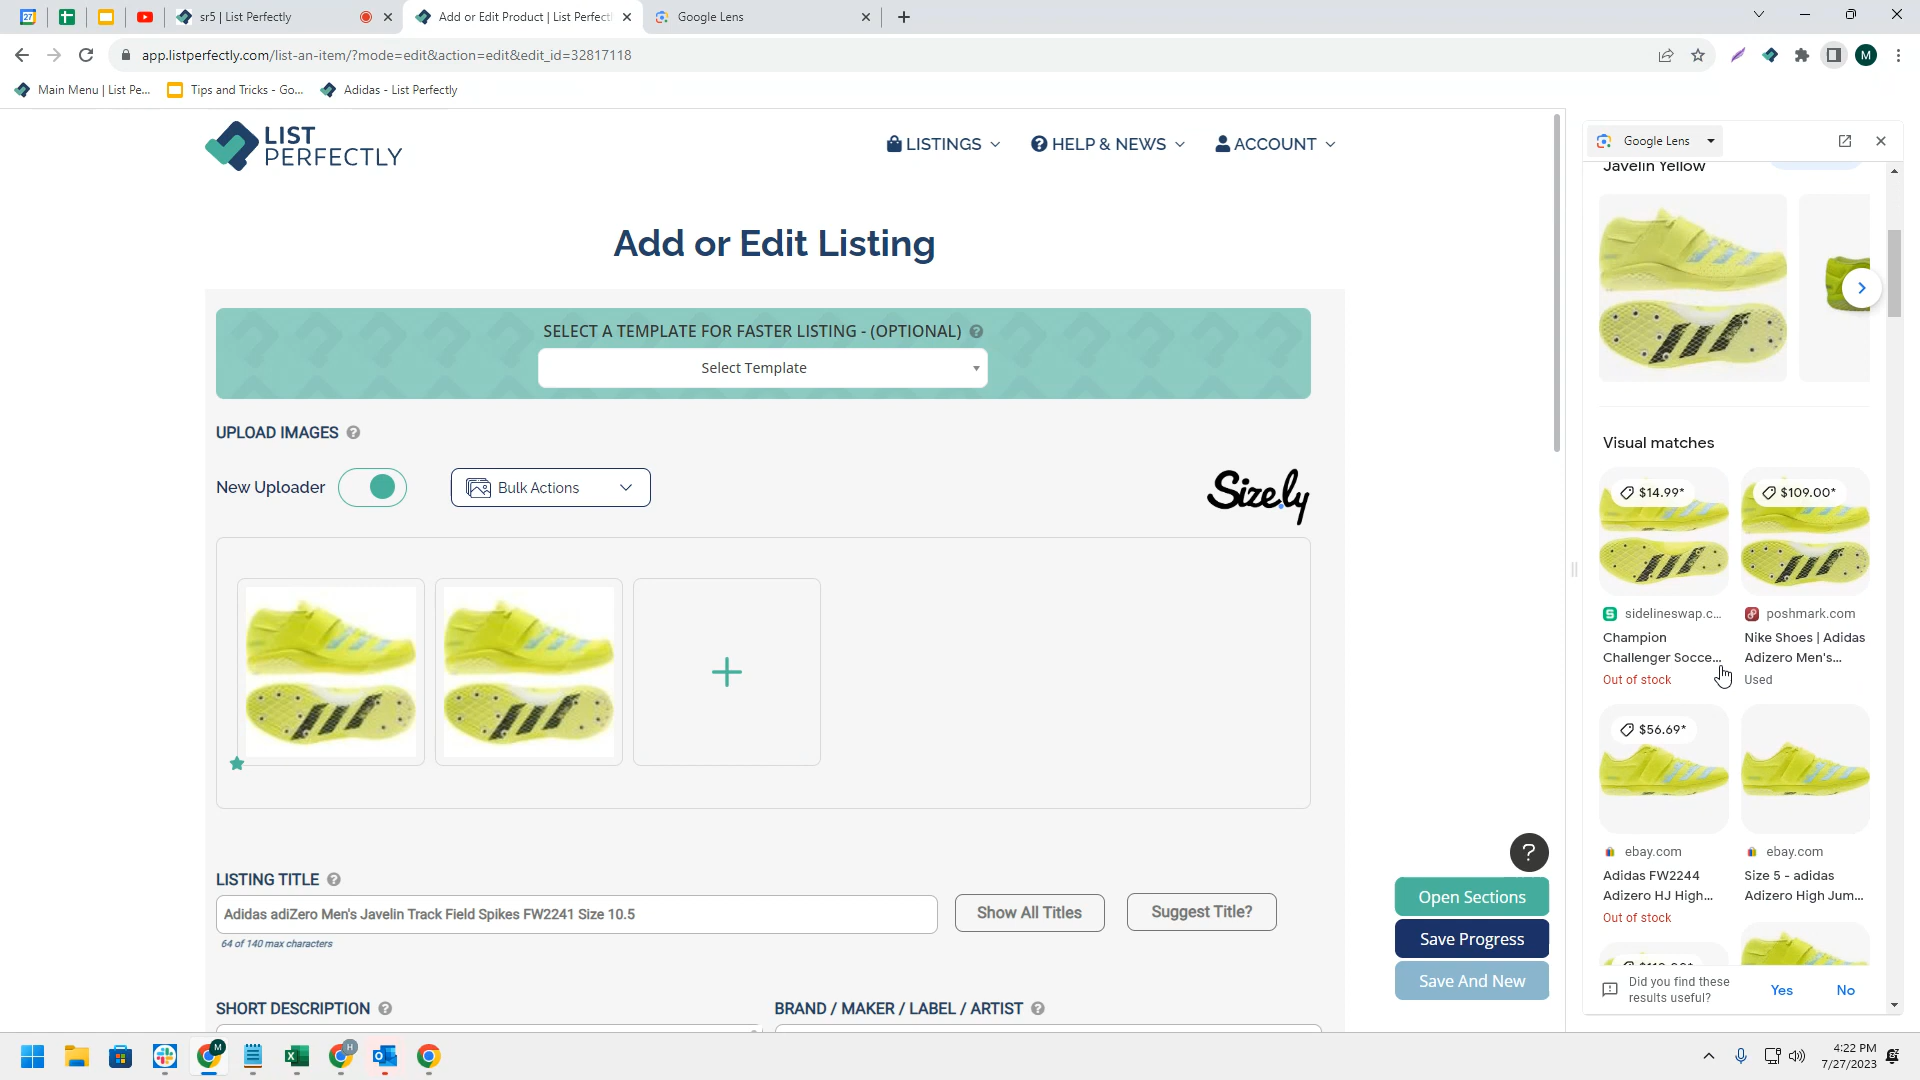 27
sr5 | List Perfectly
Add or Edit Product | List Perfect
Google Lens
app.listperfectly.com/list-an-item/?mode=edit&action=edit&edit_id=32817118
M
Main Menu | List Pe...
Tips and Tricks - Go...
Adidas - List Perfectly
LIST
PERFECTLY
LISTINGS
HELP & NEWS
ACCOUNT
Add or Edit Listing
SELECT A TEMPLATE FOR FASTER LISTING - (OPTIONAL)
Select Template
UPLOAD IMAGES
New Uploader
Bulk Actions
Sizely
LISTING TITLE
Adidas adiZero Men's Javelin Track Field Spikes FW2241 Size 10.5
Show All Titles
Suggest Title?
64 of 140 max characters
SHORT DESCRIPTION
BRAND / MAKER / LABEL / ARTIST
?
Open Sections
Save Progress
Save And New
Google Lens
Javelin Yellow
Visual matches
$14.99*
$109.00*
sidelineswap.c...
poshmark.com
Champion
Challenger Socce...
Out of stock
Nike Shoes | Adidas
Adizero Men's...
Used
$56.69*
ebay.com
ebay.com
Adidas FW2244
Adizero HJ High...
Out of stock
Size 5 - adidas
Adizero High Jum...
Did you find these
results useful?
Yes
No
M
H
4:22 PM
7/27/2023